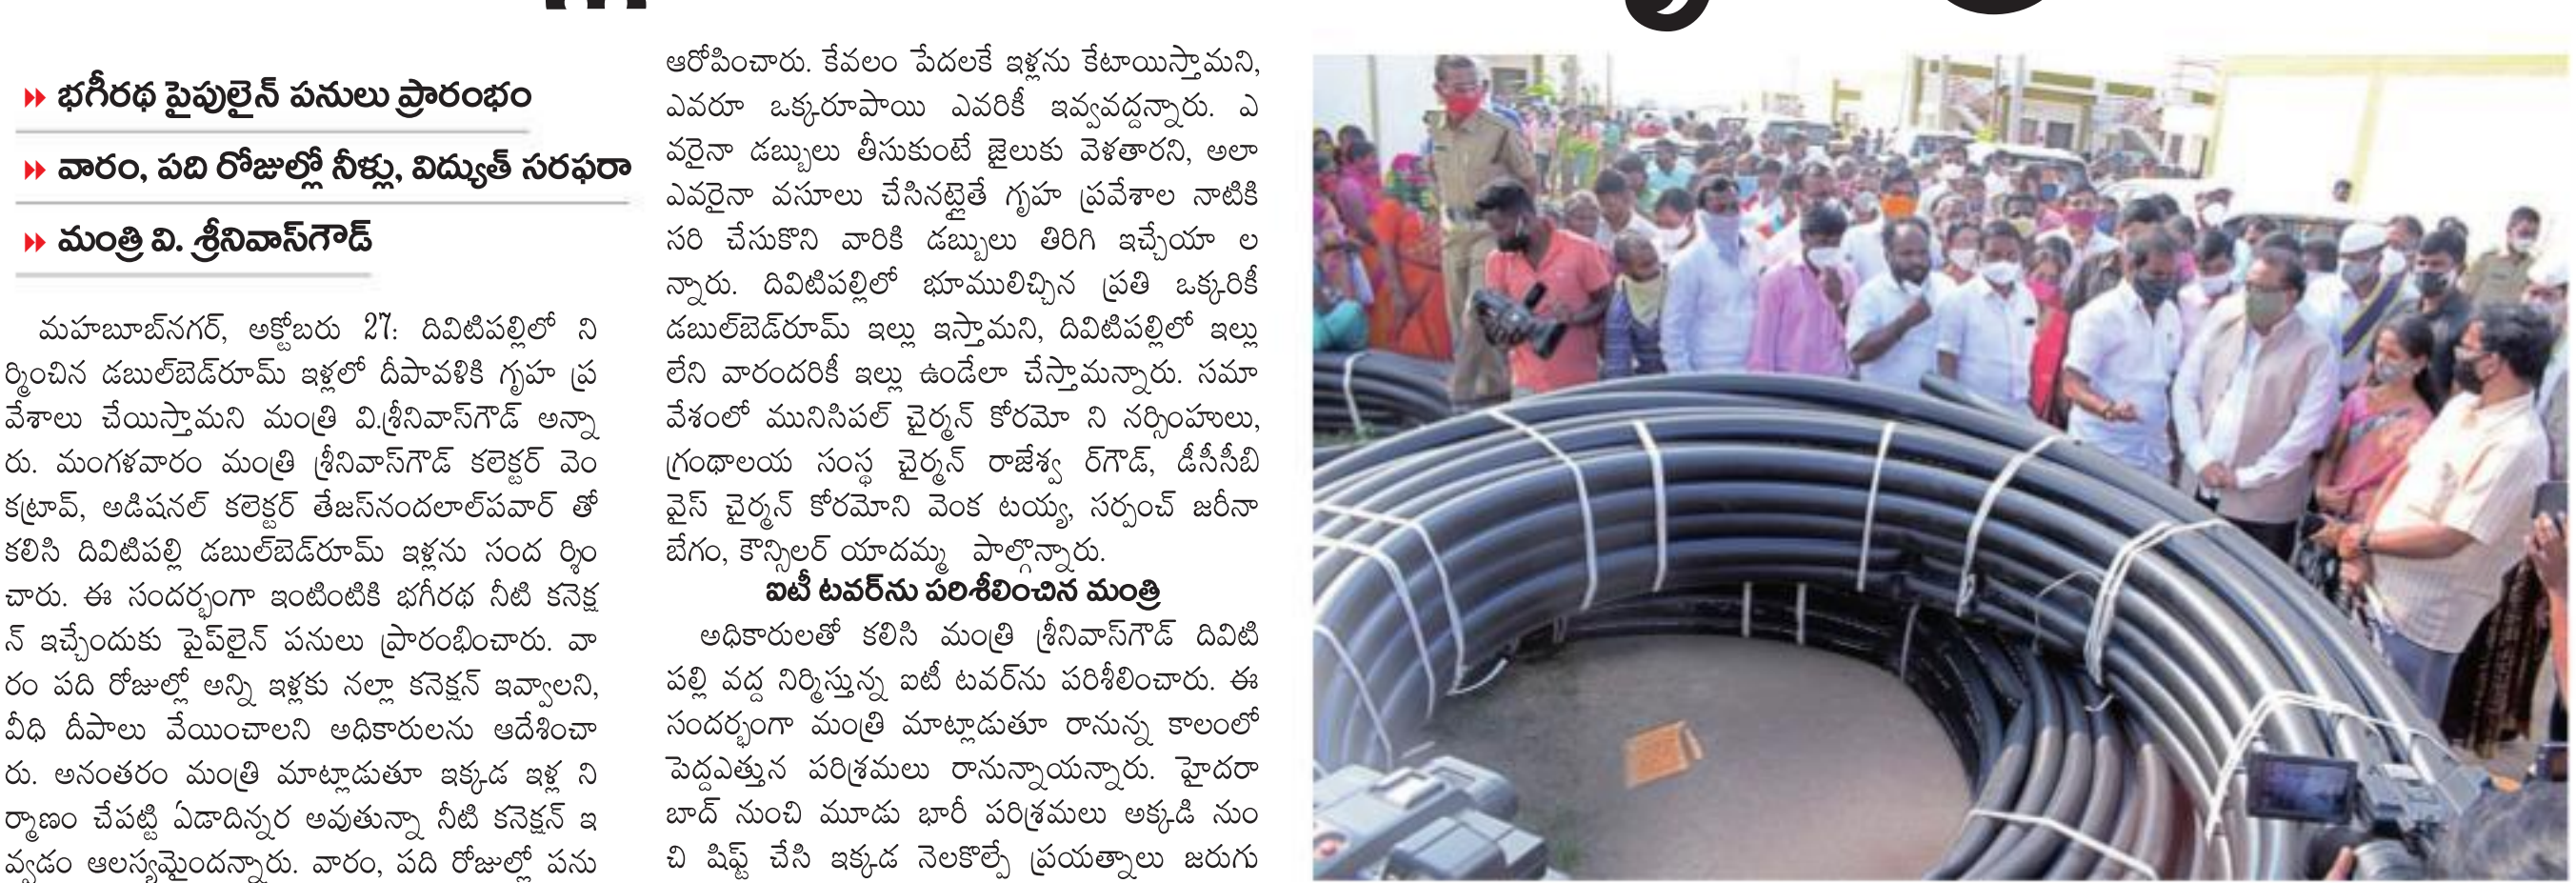 భగీరథ పైపులైన్ పనులు ప్రారంభం
వారం, పది రోజుల్లో నీళ్లు, విద్యుత్ సరఫరా
మంత్రి వి. శ్రీనివాస్‌గౌడ్
మహబూబ్‌నగర్, అక్టోబరు 27: దివిటిపల్లిలో ని
ర్మించిన డబుల్‌బెడ్‌రూమ్ ఇళ్లలో దీపావళికి గృహ ప్ర
వేశాలు చేయిస్తామని మంత్రి వి.శ్రీనివాస్‌గౌడ్ అన్నా
రు. మంగళవారం మంత్రి శ్రీనివాస్‌గౌడ్ కలెక్టర్ వెం
కట్రావ్, అడిషనల్ కలెక్టర్ తేజస్‌నందలాల్‌పవార్ తో
కలిసి దివిటిపల్లి డబుల్‌బెడ్‌రూమ్ ఇళ్లను సంద ర్శిం
చారు. ఈ సందర్భంగా ఇంటింటికి భగీరథ నీటి కనెక్ష
న్ ఇచ్చేందుకు పైప్‌లైన్ పనులు ప్రారంభించారు. వా
రం పది రోజుల్లో అన్ని ఇళ్లకు నల్లా కనెక్షన్ ఇవ్వాలని,
వీధి దీపాలు వేయించాలని అధికారులను ఆదేశించా
రు. అనంతరం మంత్రి మాట్లాడుతూ ఇక్కడ ఇళ్ల ని
ర్మాణం చేపట్టి ఏడాదిన్నర అవుతున్నా నీటి కనెక్షన్ ఇ
వ్వడం ఆలస్యమైందన్నారు. వారం, పది రోజుల్లో పను
ఆరోపించారు. కేవలం పేదలకే ఇళ్లను కేటాయిస్తామని,
ఎవరూ ఒక్కరూపాయి ఎవరికీ ఇవ్వవద్దన్నారు. ఎ
వరైనా డబ్బులు తీసుకుంటే జైలుకు వెళతారని, అలా
ఎవరైనా వసూలు చేసినట్లైతే గృహ ప్రవేశాల నాటికి
సరి చేసుకొని వారికి డబ్బులు తిరిగి ఇచ్చేయా ల
న్నారు. దివిటిపల్లిలో భూములిచ్చిన ప్రతి ఒక్కరికీ
డబుల్‌బెడ్‌రూమ్ ఇల్లు ఇస్తామని, దివిటిపల్లిలో ఇల్లు
లేని వారందరికీ ఇల్లు ఉండేలా చేస్తామన్నారు. సమా
వేశంలో మునిసిపల్ చైర్మన్ కోరమో ని నర్సింహులు,
గ్రంథాలయ సంస్థ చైర్మన్ రాజేశ్వ ర్‌గౌడ్, డీసీసీబి
వైస్ చైర్మన్ కోరమోని వెంక టయ్య, సర్పంచ్ జరీనా
బేగం, కౌన్సిలర్ యాదమ్మ పాల్గొన్నారు.
ఐటీ టవర్‌ను పరిశీలించిన మంత్రి
అధికారులతో కలిసి మంత్రి శ్రీనివాస్‌గౌడ్ దివిటి
పల్లి వద్ద నిర్మిస్తున్న ఐటీ టవర్‌ను పరిశీలించారు. ఈ
సందర్భంగా మంత్రి మాట్లాడుతూ రానున్న కాలంలో
పెద్దఎత్తున పరిశ్రమలు రానున్నాయన్నారు. హైదరా
బాద్ నుంచి మూడు భారీ పరిశ్రమలు అక్కడి నుం
చి షిఫ్ట్ చేసి ఇక్కడ నెలకొల్పే ప్రయత్నాలు జరుగు